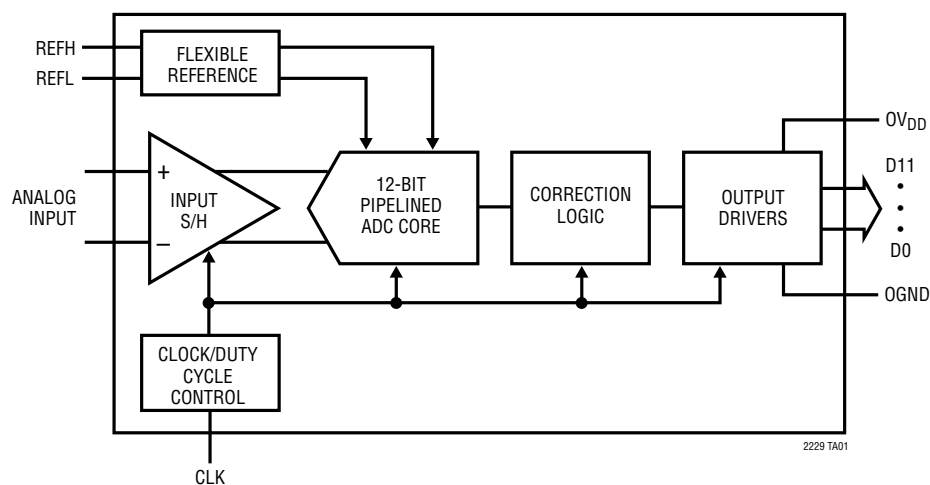 REFH
REFL
FLEXIBLE
REFERENCE
OVDD
D11
•
•
•
D0
OGND
ANALOG
INPUT
+
INPUT
S/H
–
12-BIT
PIPELINED
ADC CORE
CORRECTION
LOGIC
OUTPUT
DRIVERS
CLOCK/DUTY
CYCLE
CONTROL
CLK
2229 TA01